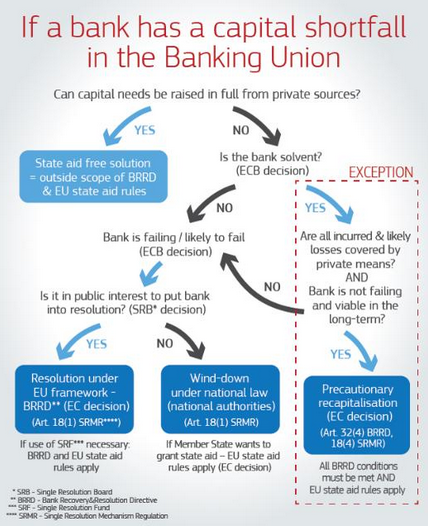 If a bank has a capital shortfall
in the Banking Union
Can capital needs be raised in full from private sources?
YES
NO
State aid free solution
= outside scope of BRRD
& EU state aid rules
Is the bank solvent?
(ECB decision)
EXCEPTION
NO
YES
Bank is failing / likely to fail
(ECB decision)
Are all incurred & likely
losses covered by
private means?
AND
Bank is not failing
and viable in the
long-term?
NO
Is it in public interest to put bank
into resolution? (SRB* decision)
YES
NO
YES
Resolution under
EU framework -
BRRD** (EC decision)
(Art. 18(1) SRMR****)
Wind-down
under national law
(national authorities)
(Art. 18(1) SRMR)
Precautionary
recapitalisation
(EC decision)
(Art. 32(4) BRRD,
18(4) SRMR)
If use of SRF*** necessary:
BRRD and EU state aid
rules apply
If Member State wants to
grant state aid – EU state aid
rules apply (EC decision)
All BRRD conditions
must be met AND
EU state aid rules apply
* SRB - Single Resolution Board
** BRRD - Bank Recovery&Resolution Directive
*** SRF - Single Resolution Fund
**** SRMR - Single Resolution Mechanism Regulation